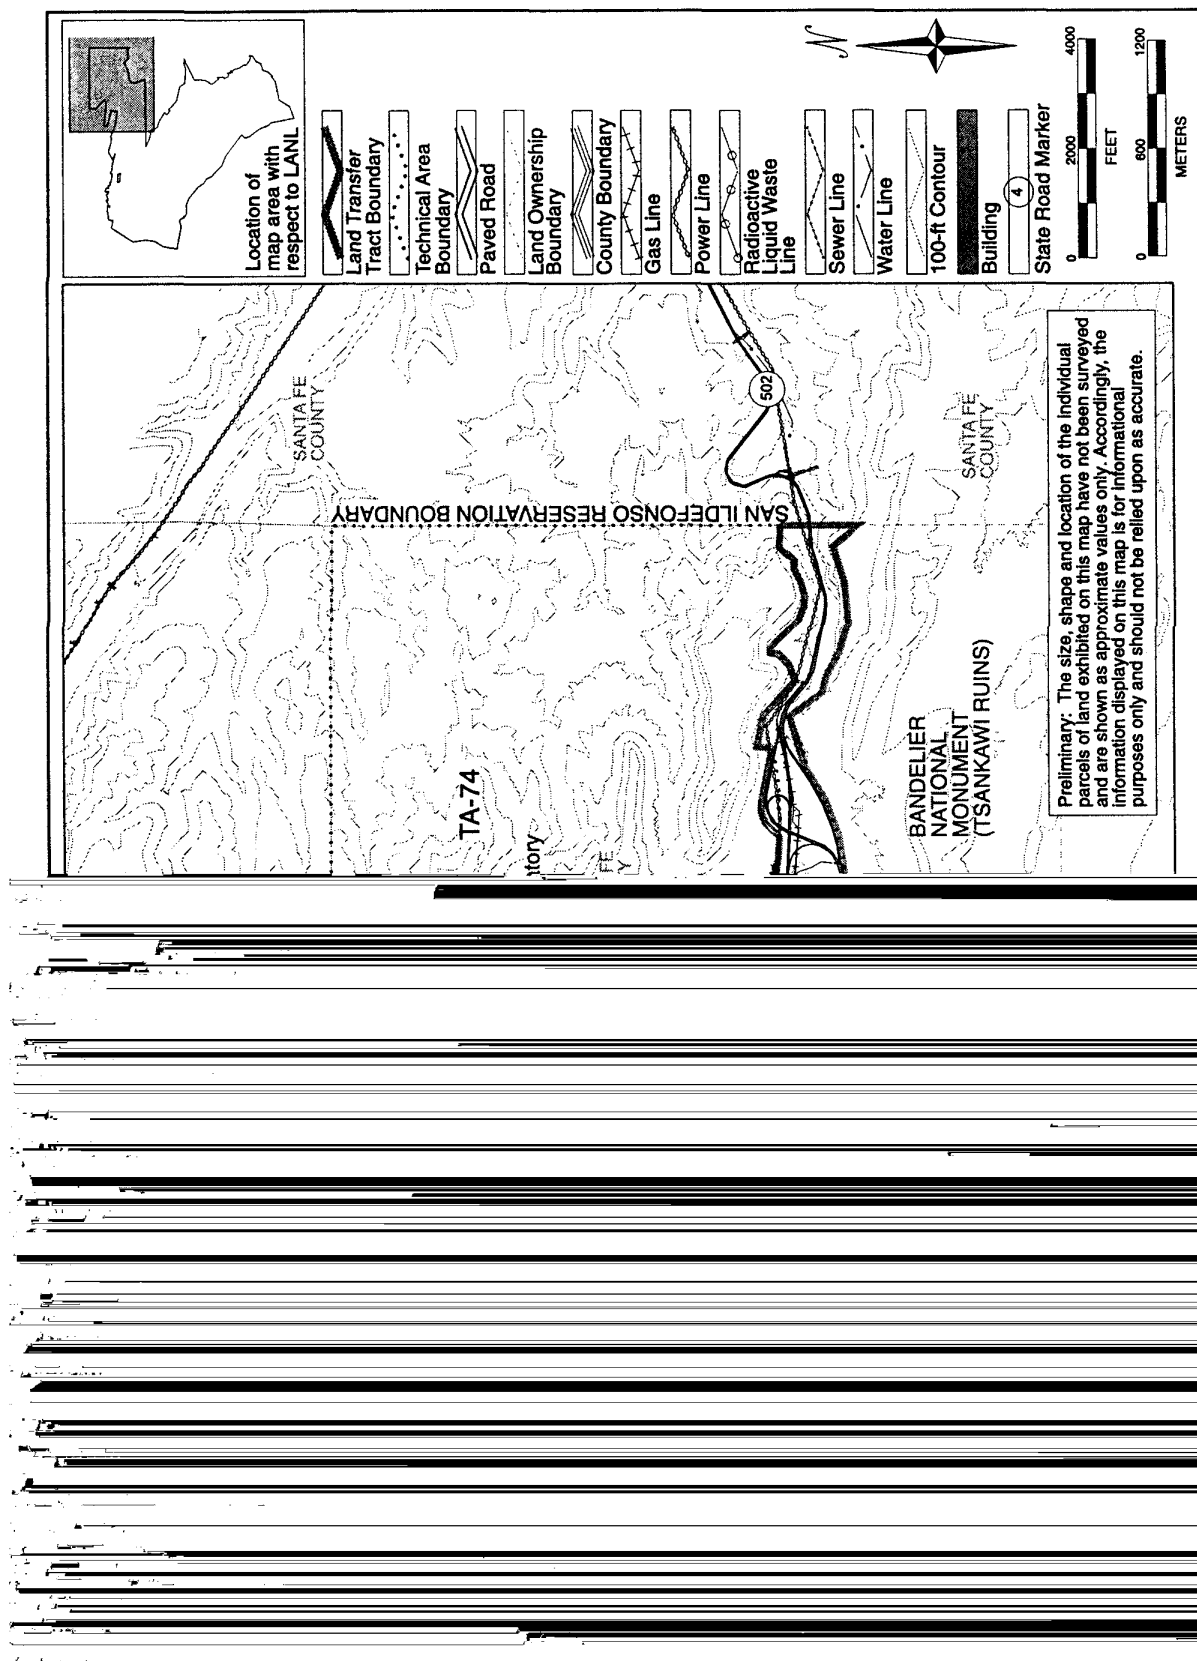 Location of
map area with
respect to LANL
Land Transfer
Tract Boundary
Technical Area
Boundary
Paved Road
Land Ownership
Boundary
County Boundary
Gas Line
Power Line
Radioactive
Liquid Waste
Line
Sewer Line
Water Line
100-ft Contour
Building
4
State Road Marker
N
0 2000 4000
FEET
0 600 1200
METERS
SANTA FE
COUNTY
SAN ILDEFONSO RESERVATION BOUNDARY
502
SANTA FE
COUNTY
TA-74
ttory
FE
Y
BANDELIER
NATIONAL
MONUMENT
(TSANKAWI RUINS)
Preliminary: The size, shape and location of the individual
parcels of land exhibited on this map have not been surveyed
and are shown as approximate values only. Accordingly, the
information displayed on this map is for informational
purposes only and should not be relied upon as accurate.